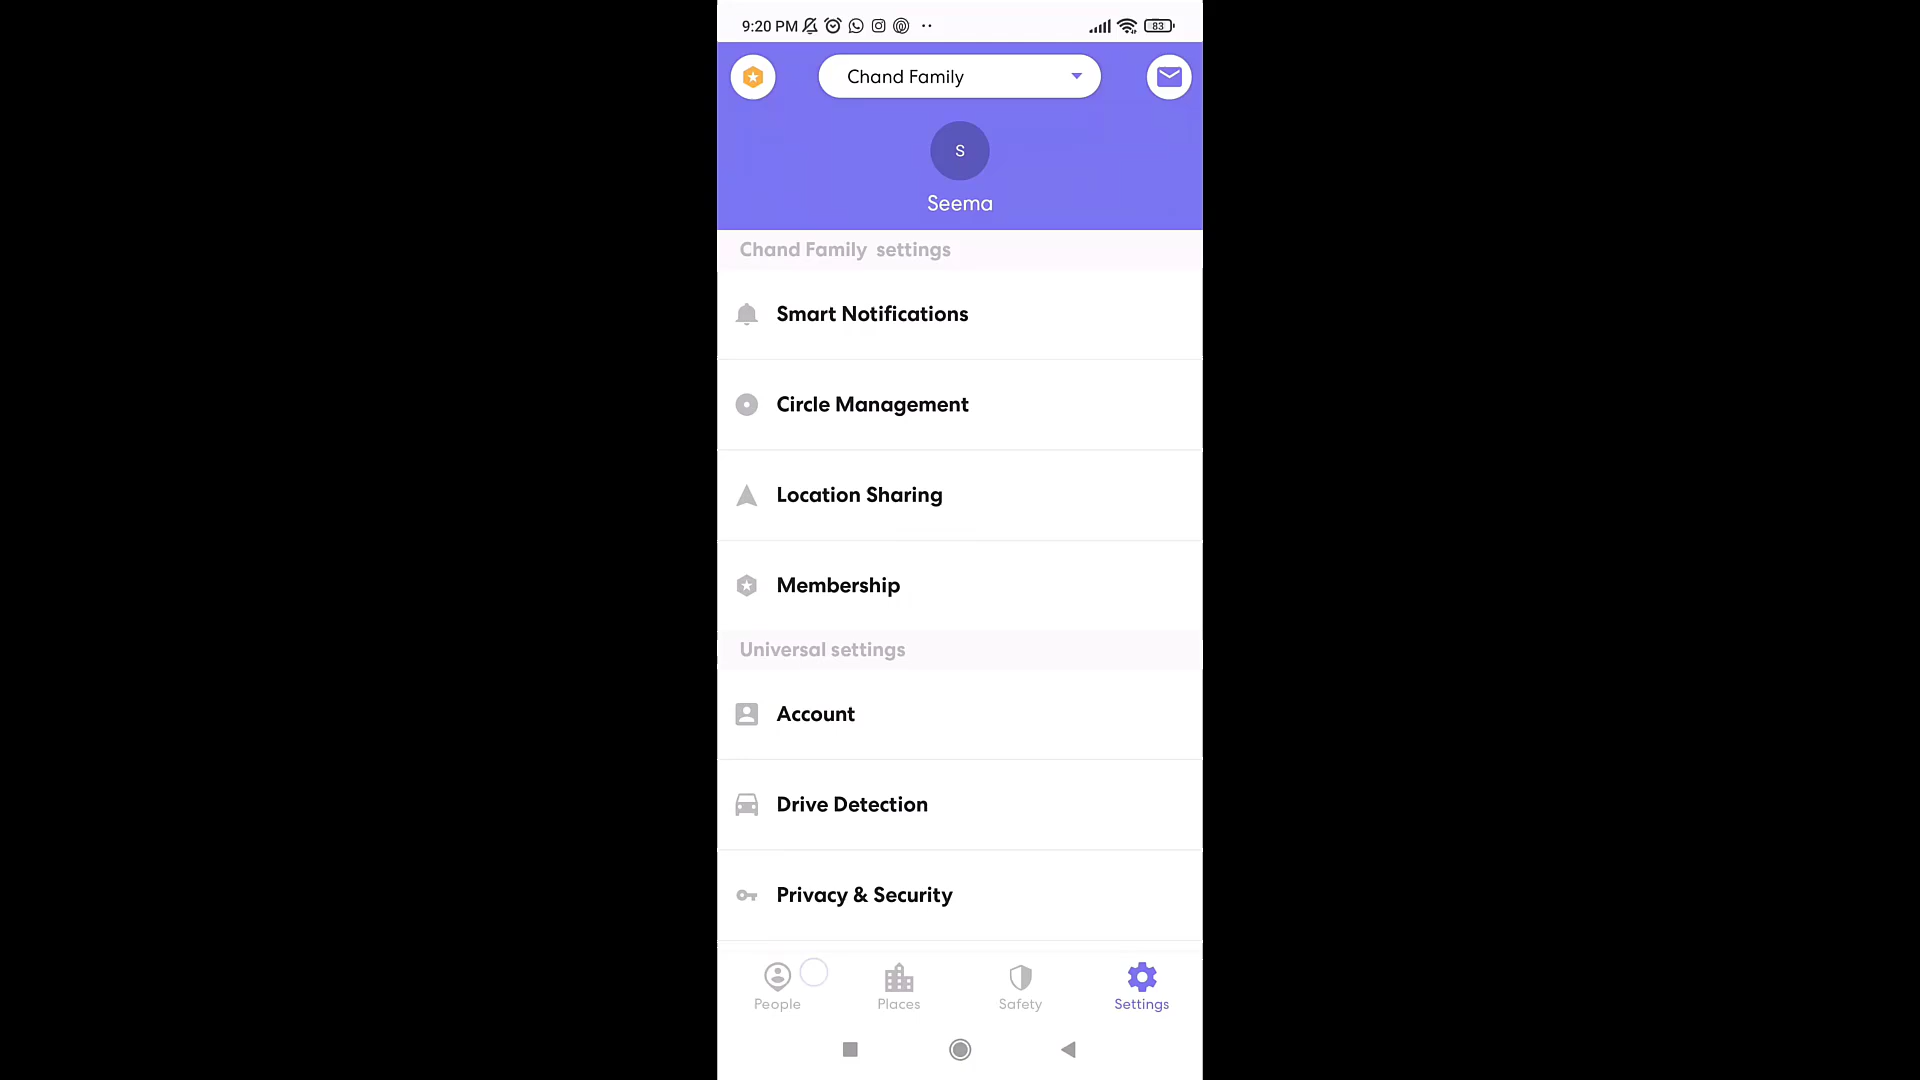 9:20 PM
83
Chand Family
S
Seema
Chand Family settings
Smart Notifications
Circle Management
Location Sharing
Membership
Universal settings
Account
Drive Detection
Privacy & Security
People
Places
Safety
Settings